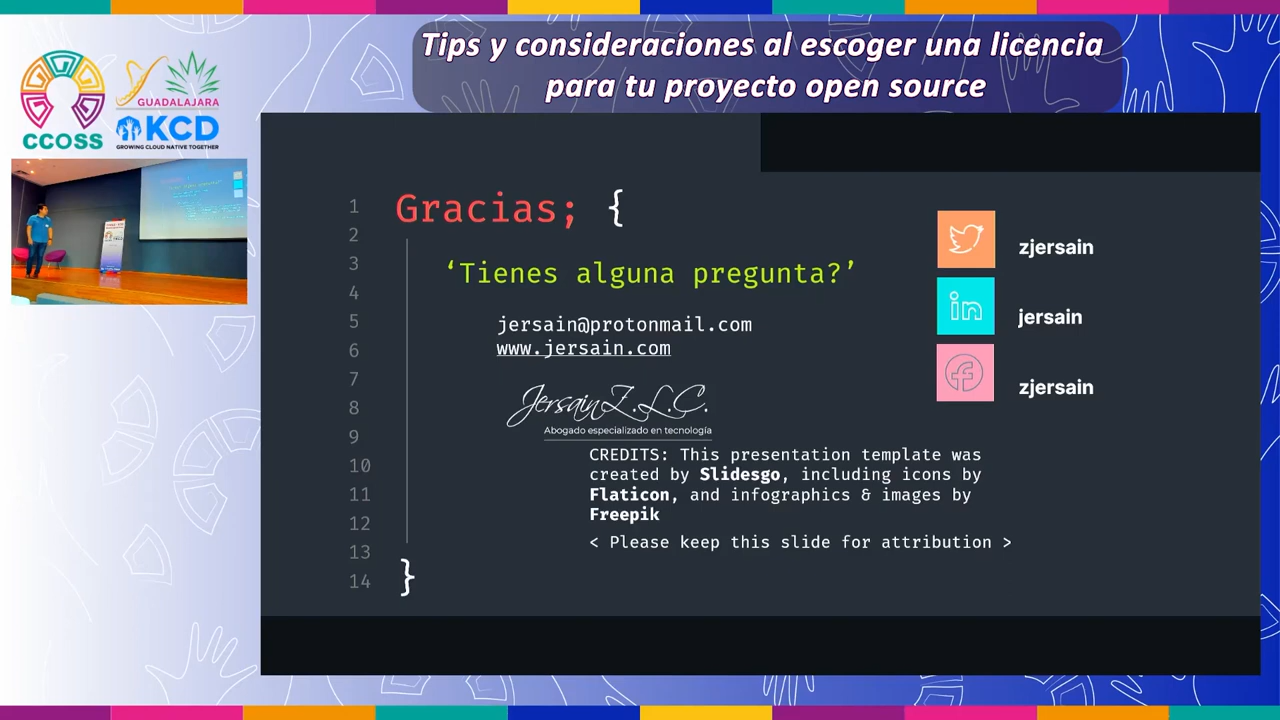 Tips y consideraciones al escoger una licencia
para tu proyecto open source
CCOSS
GUADALAJARA
KCD
GROWING CLOUD NATIVE TOGETHER
1
2
3
4
5
6
7
8
9
10
11
12
13
14
Gracias; {
‘Tienes alguna pregunta?’
jersain@protonmail.com
www.jersain.com
JersainZ.L.C.
Abogado especializado en tecnología
CREDITS: This presentation template was
created by Slidesgo, including icons by
Flaticon, and infographics & images by
Freepik
< Please keep this slide for attribution >
}
zjersain
in
jersain
zjersain